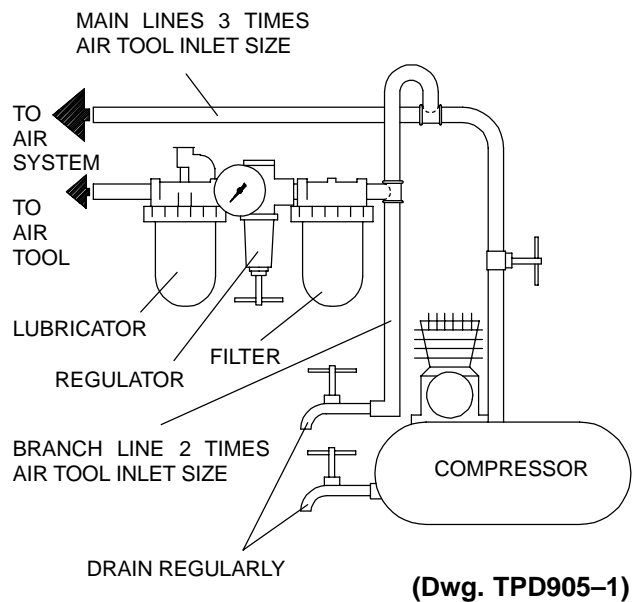 MAIN LINES 3 TIMES
AIR TOOL INLET SIZE
TO
AIR
SYSTEM
TO
AIR
TOOL
LUBRICATOR
REGULATOR
FILTER
BRANCH LINE 2 TIMES
AIR TOOL INLET SIZE
COMPRESSOR
DRAIN REGULARLY
(Dwg. TPD905–1)